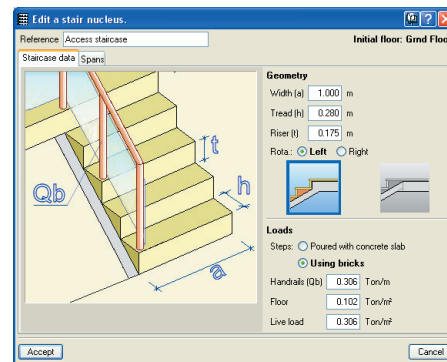 Edit a stair nucleus.
Reference Access staircase Initial floor: Grnd Floo
Staircase data Spans
t
h
Qb
a
Geometry
Width (a) 1.000 m
Tread (h) 0.280 m
Riser (t) 0.175 m
Rota.: Left Right
Loads
Steps: Poured with concrete slab
Using bricks
Handrails (Qb) 0.306 Ton/m
Floor 0.102 Ton/m²
Live load 0.306 Ton/m²
Accept Cancel